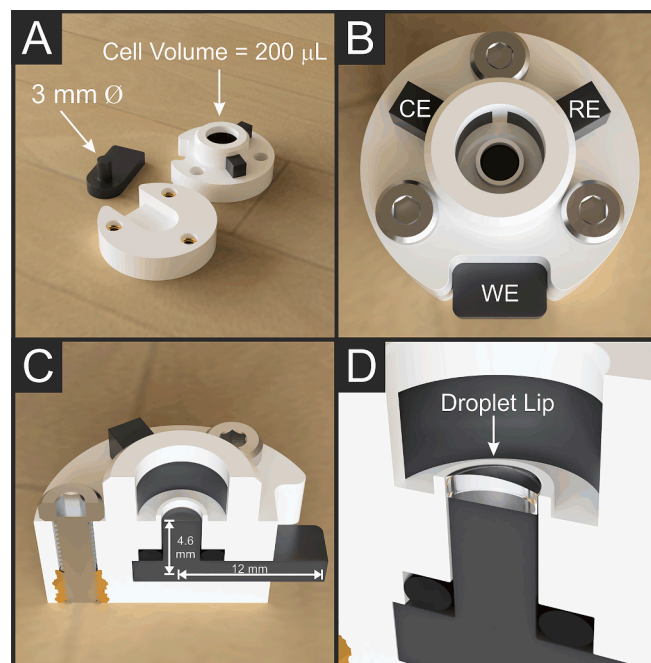 A
Cell Volume = 200 µL
3 mm Ø
B
CE
RE
WE
C
4.6
mm
12 mm
D
Droplet Lip